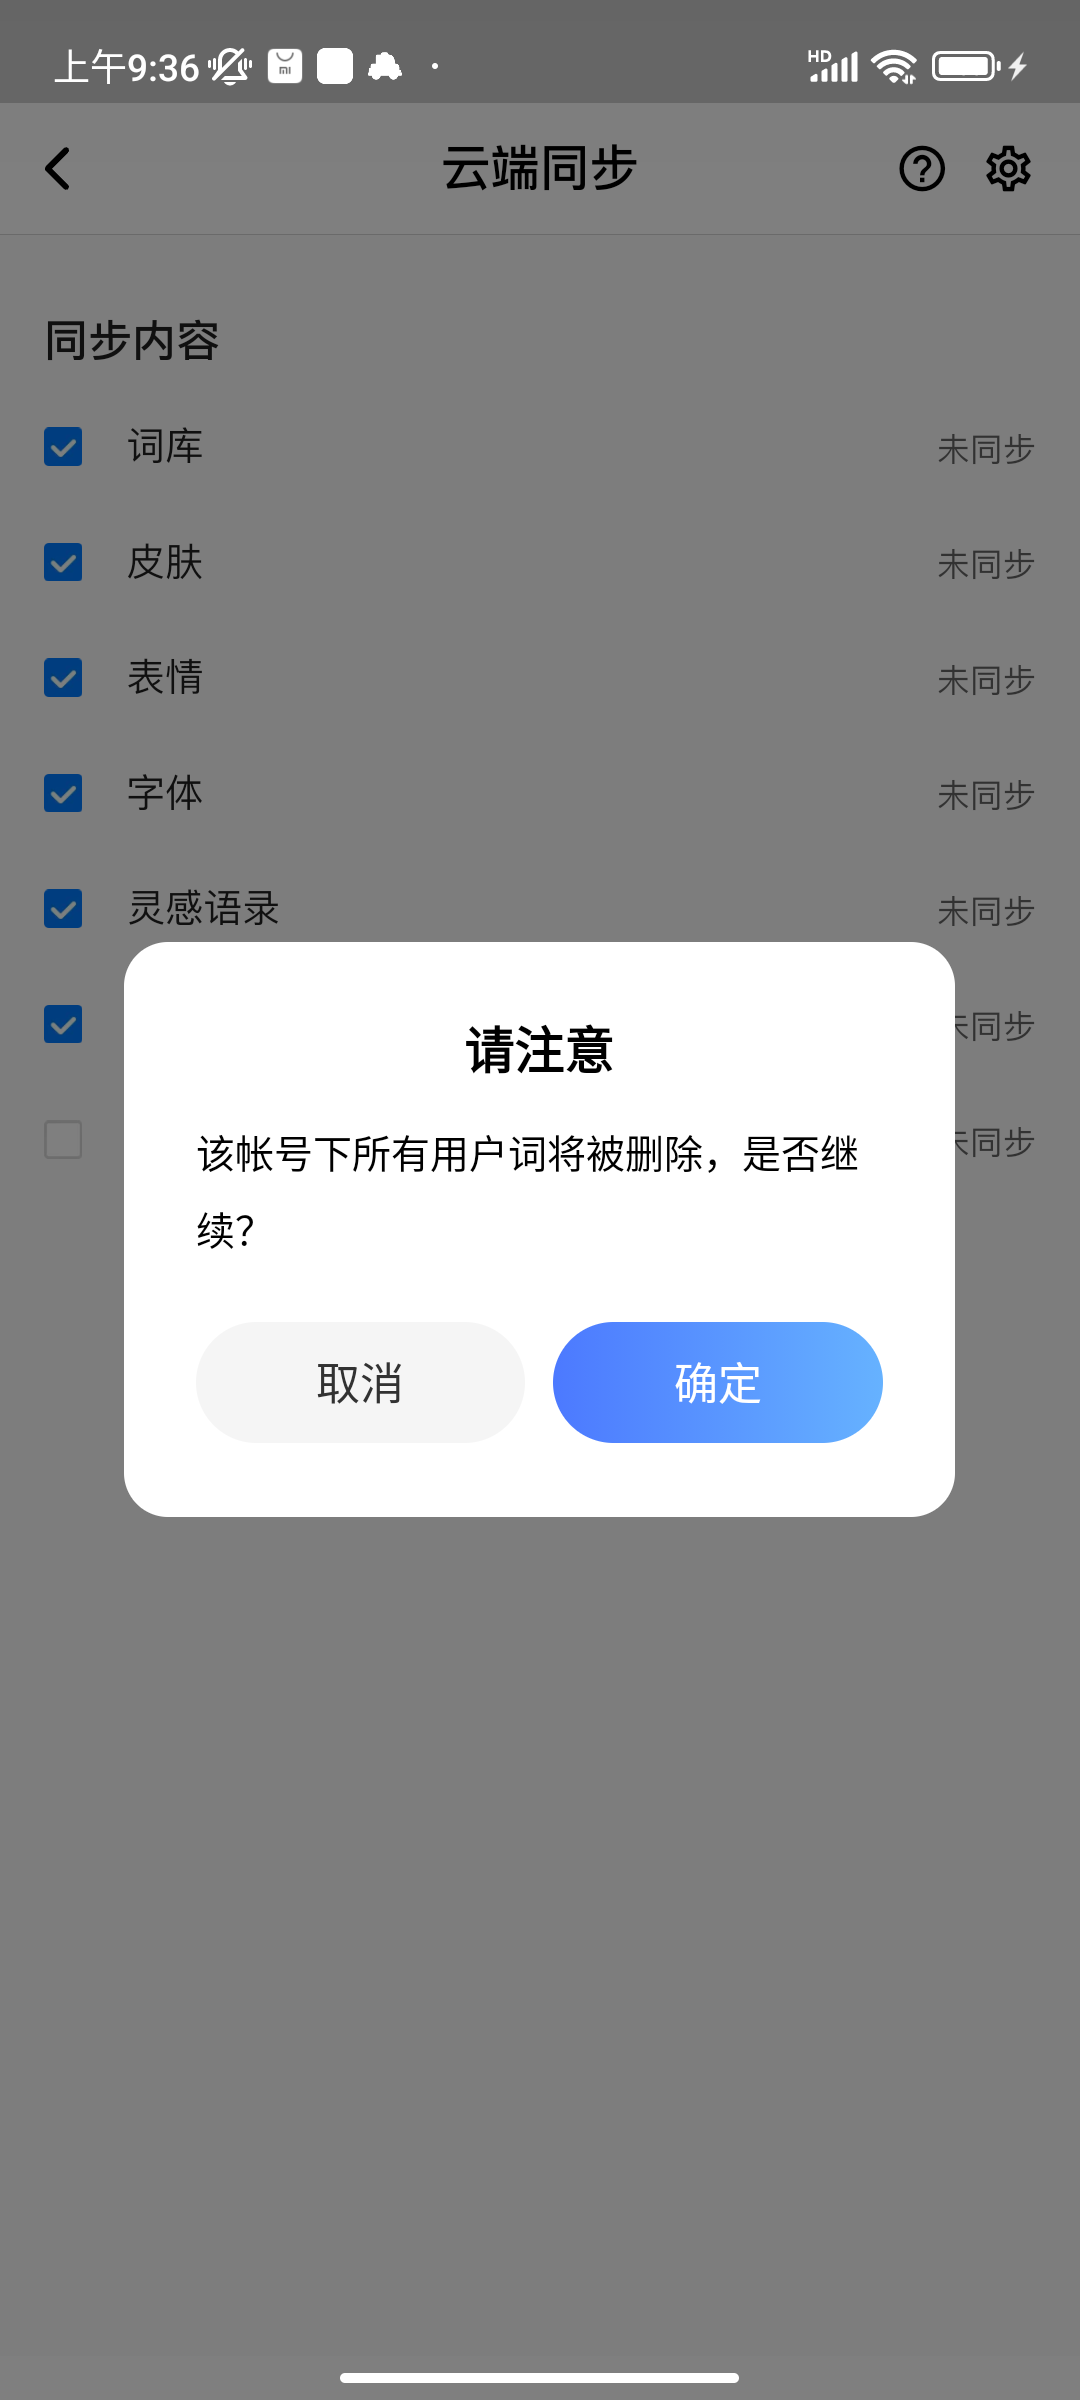 上午9:36
HD
云端同步
同步内容
词库 未同步
皮肤 未同步
表情 未同步
字体 未同步
灵感语录 未同步
同步
同步
请注意
该帐号下所有用户词将被删除，是否继
续？
取消 确定